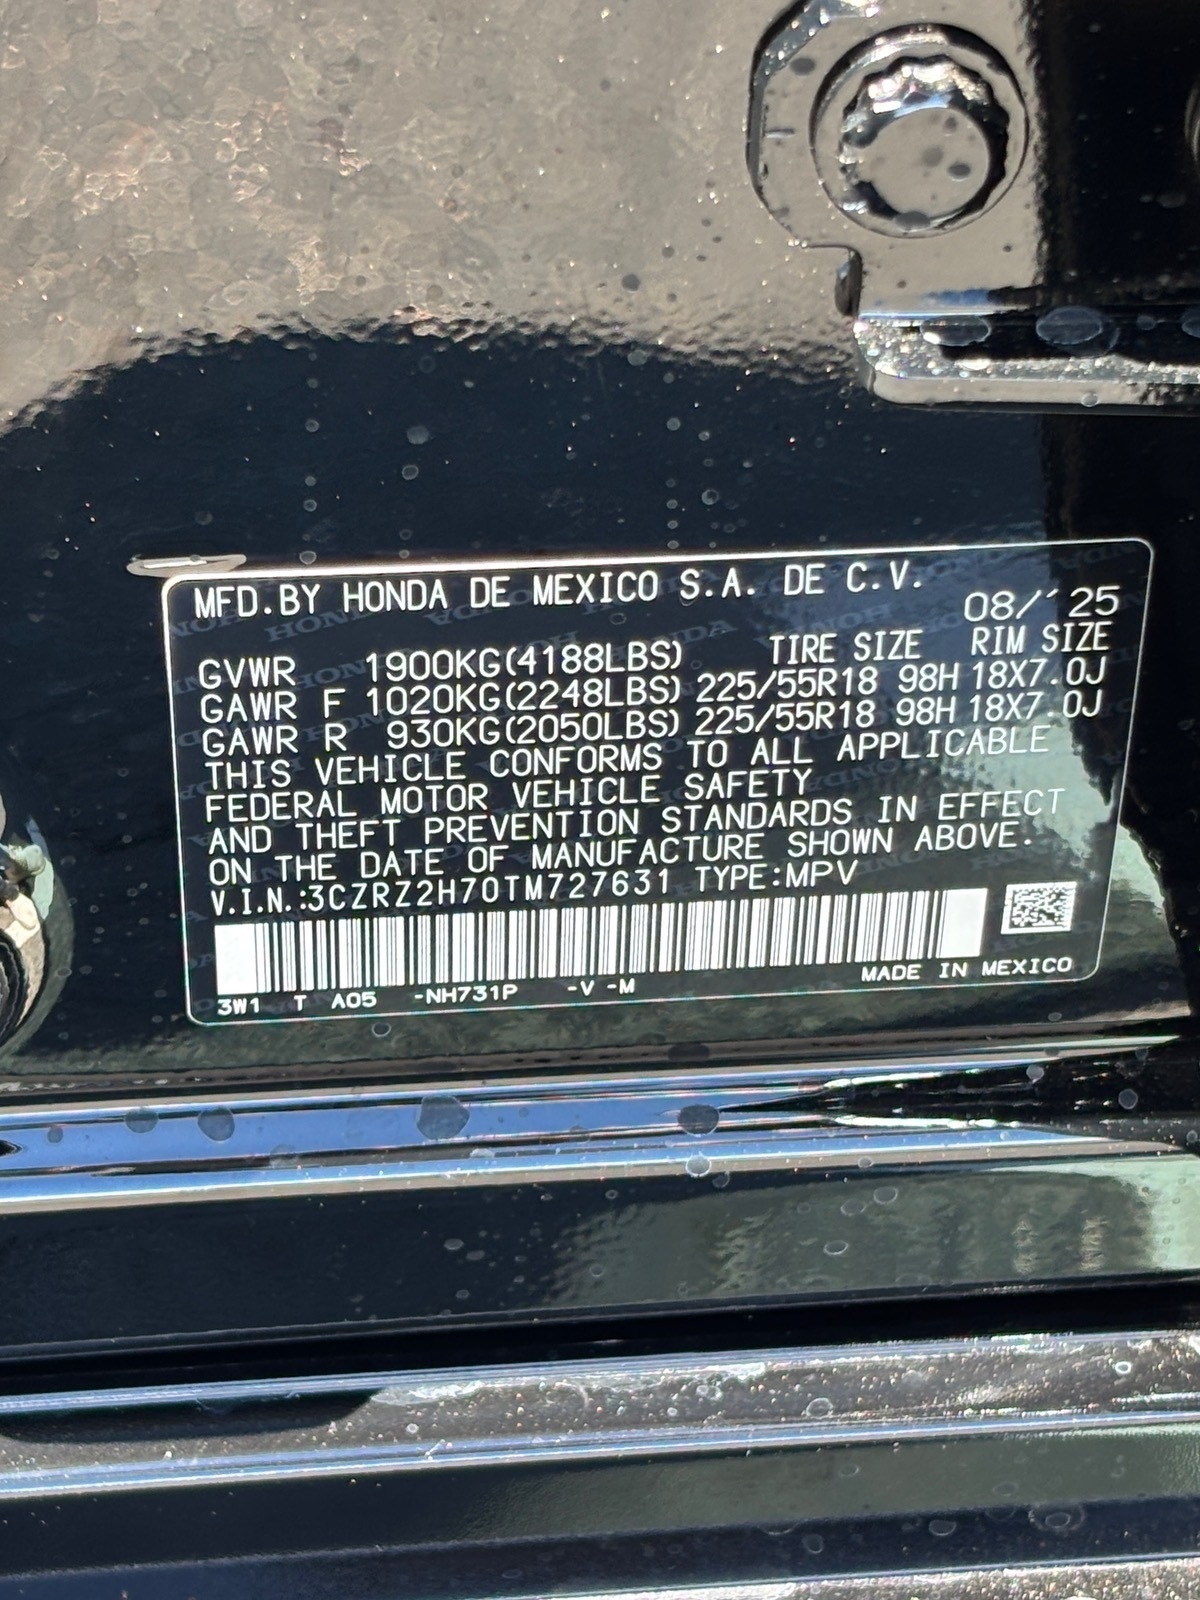 MFD.BY HONDA DE MEXICO S.A. DE C.V.
08/'25
TIRE SIZE RIM SIZE
GVWR 1900KG(4188LBS)
GAWR F 1020KG(2248LBS) 225/55R18 98H 18X7.0J
GAWR R 930KG(2050LBS) 225/55R18 98H 18X7.0J
THIS VEHICLE CONFORMS TO ALL APPLICABLE
FEDERAL MOTOR VEHICLE SAFETY
AND THEFT PREVENTION STANDARDS IN EFFECT
ON THE DATE OF MANUFACTURE SHOWN ABOVE.
V.I.N.:3CZRZ2H70TM727631 TYPE:MPV
3W1 T A05 -NH731P -V -M MADE IN MEXICO